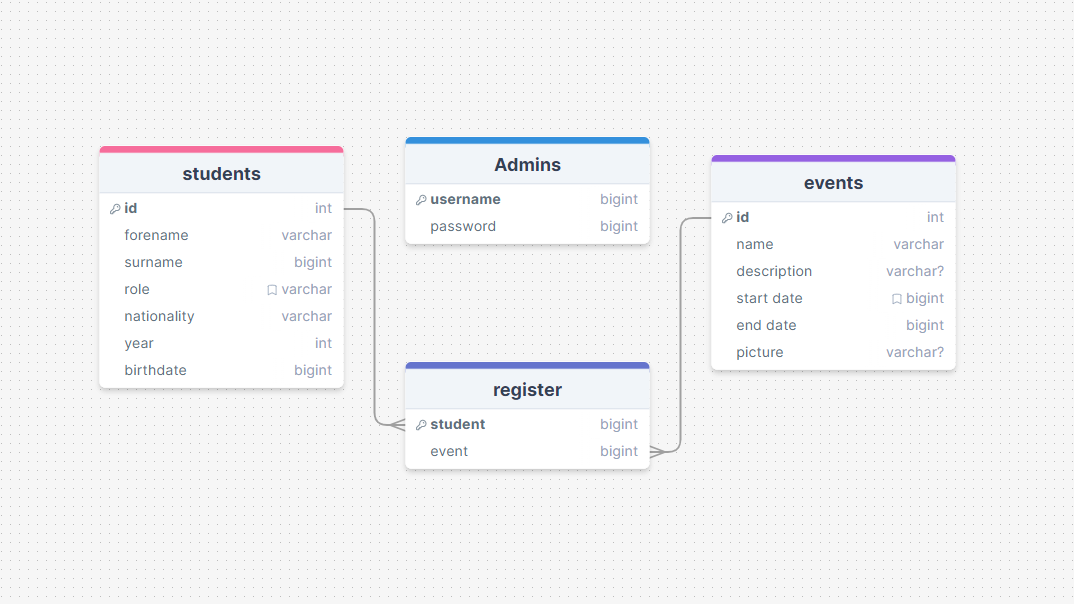 students
id int
forename varchar
surname bigint
role varchar
nationality varchar
year int
birthdate bigint
Admins
username bigint
password bigint
register
student bigint
event bigint
events
id int
name varchar
description varchar?
start date bigint
end date bigint
picture varchar?